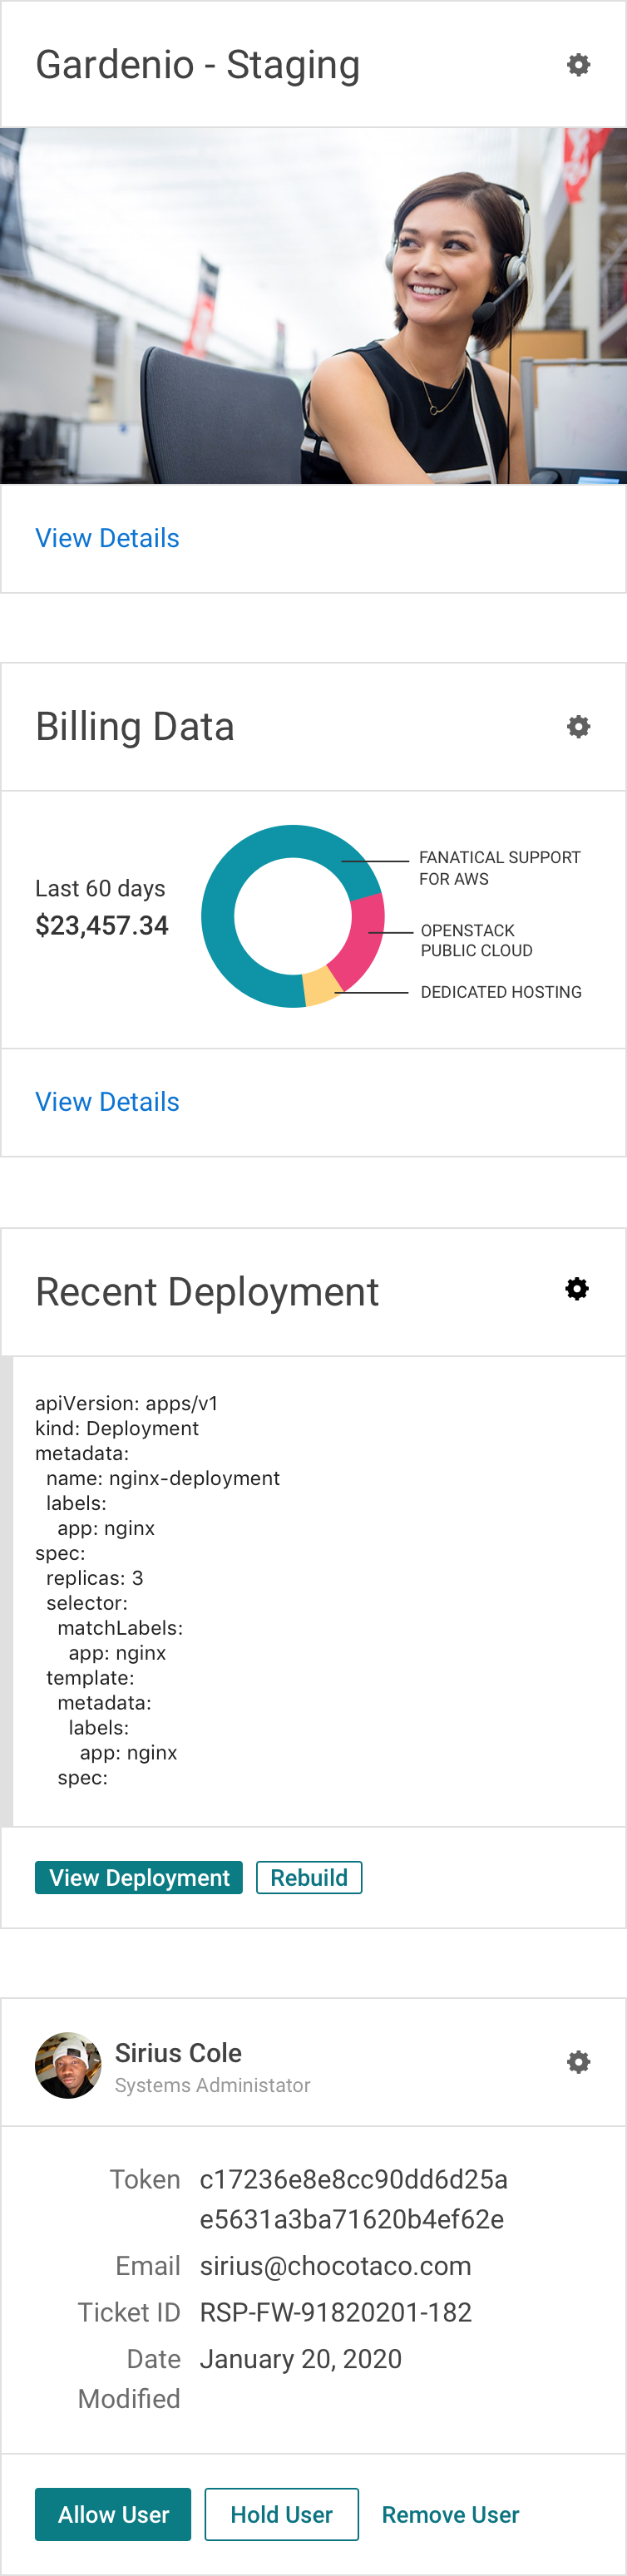 Gardenio - Staging
View Details
Billing Data
Last 60 days
$23,457.34
FANATICAL SUPPORT
FOR AWS
OPENSTACK
PUBLIC CLOUD
DEDICATED HOSTING
View Details
Recent Deployment
apiVersion: apps/v1
kind: Deployment
metadata:
  name: nginx-deployment
  labels:
    app: nginx
spec:
  replicas: 3
  selector:
    matchLabels:
      app: nginx
  template:
    metadata:
      labels:
        app: nginx
    spec:
View Deployment Rebuild
Sirius Cole
Systems Administator
Token c17236e8e8cc90dd6d25a
e5631a3ba71620b4ef62e
Email sirius@chocotaco.com
Ticket ID RSP-FW-91820201-182
Date January 20, 2020
Modified
Allow User Hold User Remove User